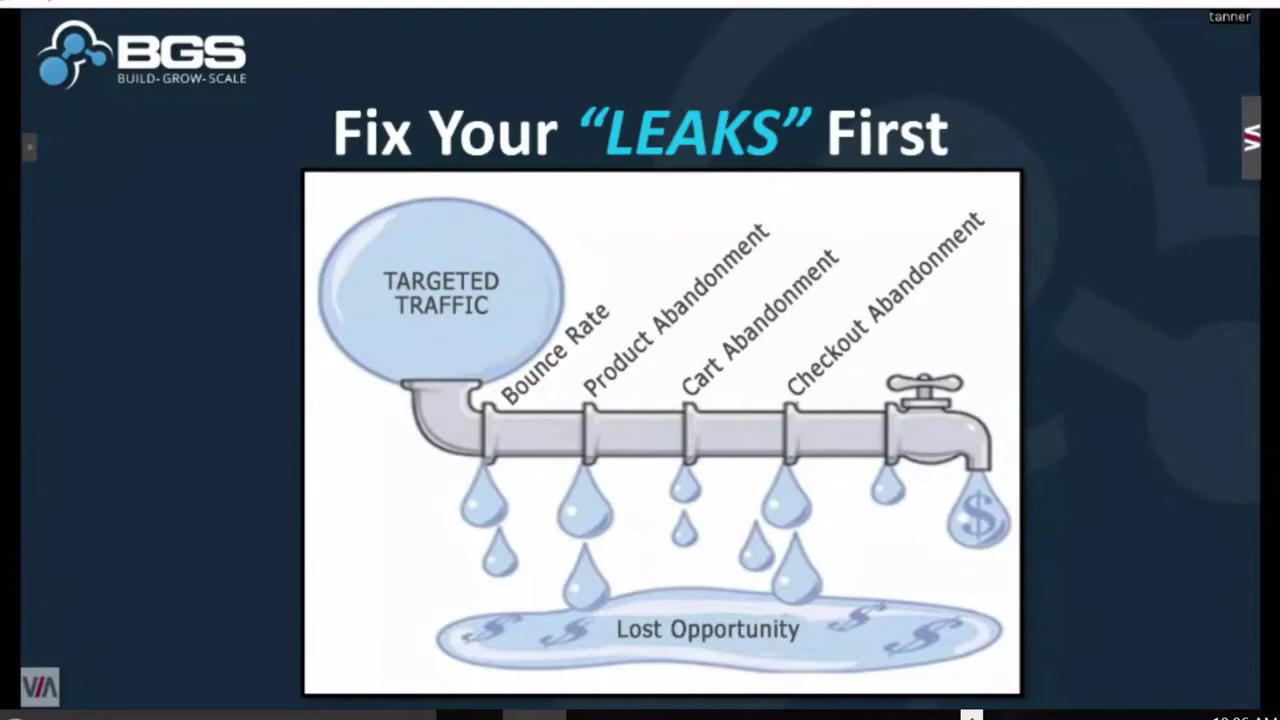 tanner
BGS
BUILD-GROW-SCALE
Fix Your “LEAKS” First
TARGETED
TRAFFIC
Bounce Rate
Product Abandonment
Cart Abandonment
Checkout Abandonment
$
Lost Opportunity
$ $ $ $
VIA